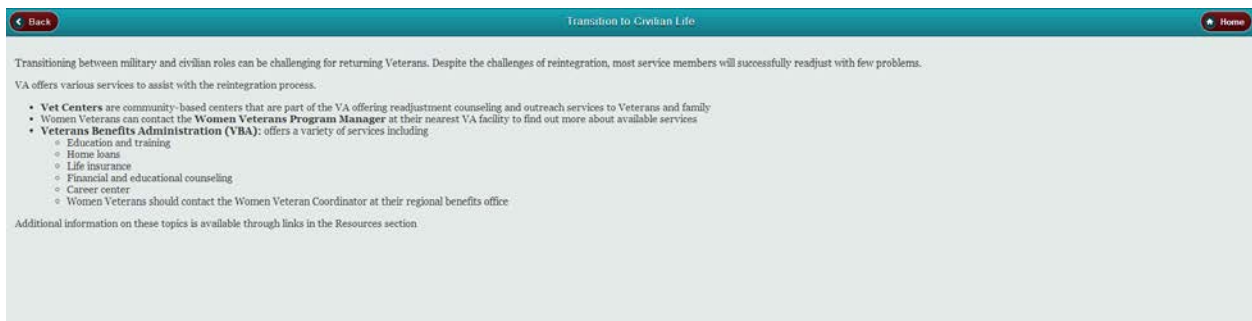 Back
Transition to Civilian Life
Home
Transitioning between military and civilian roles can be challenging for returning Veterans. Despite the challenges of reintegration, most service members will successfully readjust with few problems.
VA offers various services to assist with the reintegration process.
• Vet Centers are community-based centers that are part of the VA offering readjustment counseling and outreach services to Veterans and family
• Women Veterans can contact the Women Veterans Program Manager at their nearest VA facility to find out more about available services
• Veterans Benefits Administration (VBA): offers a variety of services including
◦ Education and training
◦ Home loans
◦ Life insurance
◦ Financial and educational counseling
◦ Career center
◦ Women Veterans should contact the Women Veteran Coordinator at their regional benefits office
Additional information on these topics is available through links in the Resources section